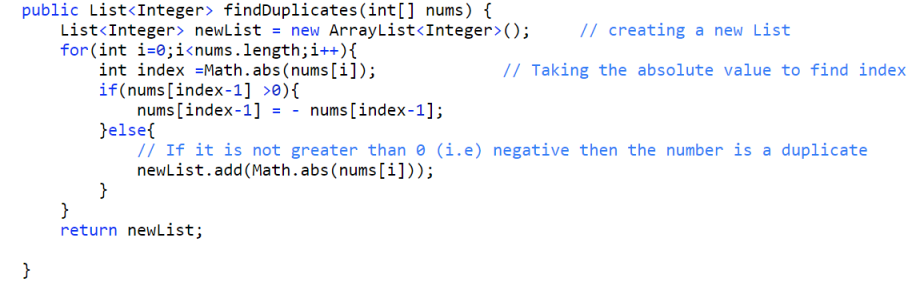 public List<Integer> findDuplicates(int[] nums) {
    List<Integer> newList = new ArrayList<Integer>();     // creating a new List
    for(int i=0;i<nums.length;i++){
        int index =Math.abs(nums[i]);             // Taking the absolute value to find index
        if(nums[index-1] >0){
            nums[index-1] = - nums[index-1];
        }else{
            // If it is not greater than 0 (i.e) negative then the number is a duplicate
            newList.add(Math.abs(nums[i]));
        }
    }
    return newList;
}